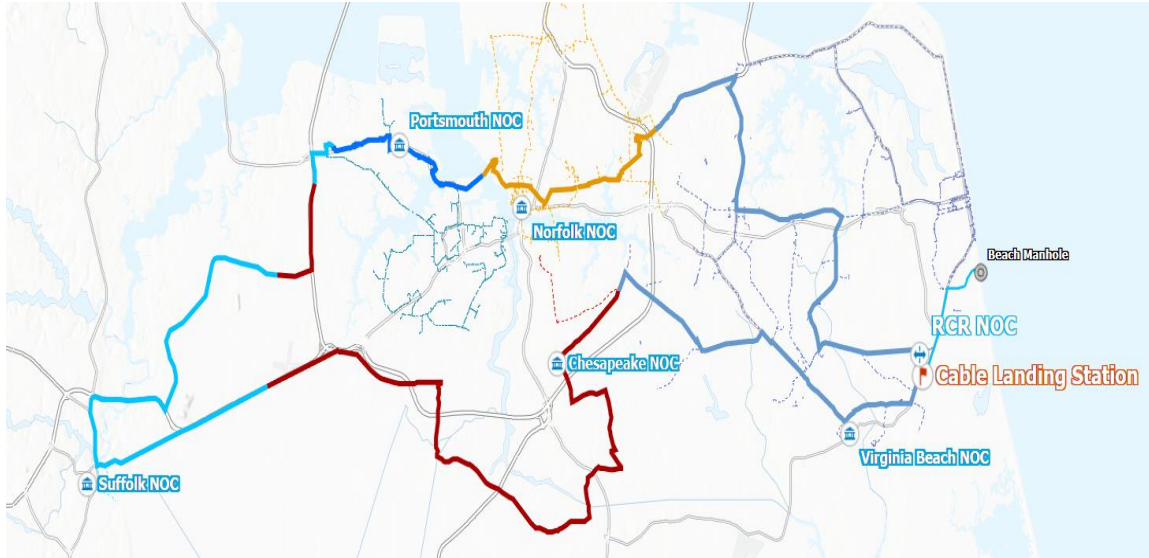 Portsmouth NOC
Norfolk NOC
Beach Manhole
RCR NOC
Chesapeake NOC
Cable Landing Station
Virginia Beach NOC
Suffolk NOC